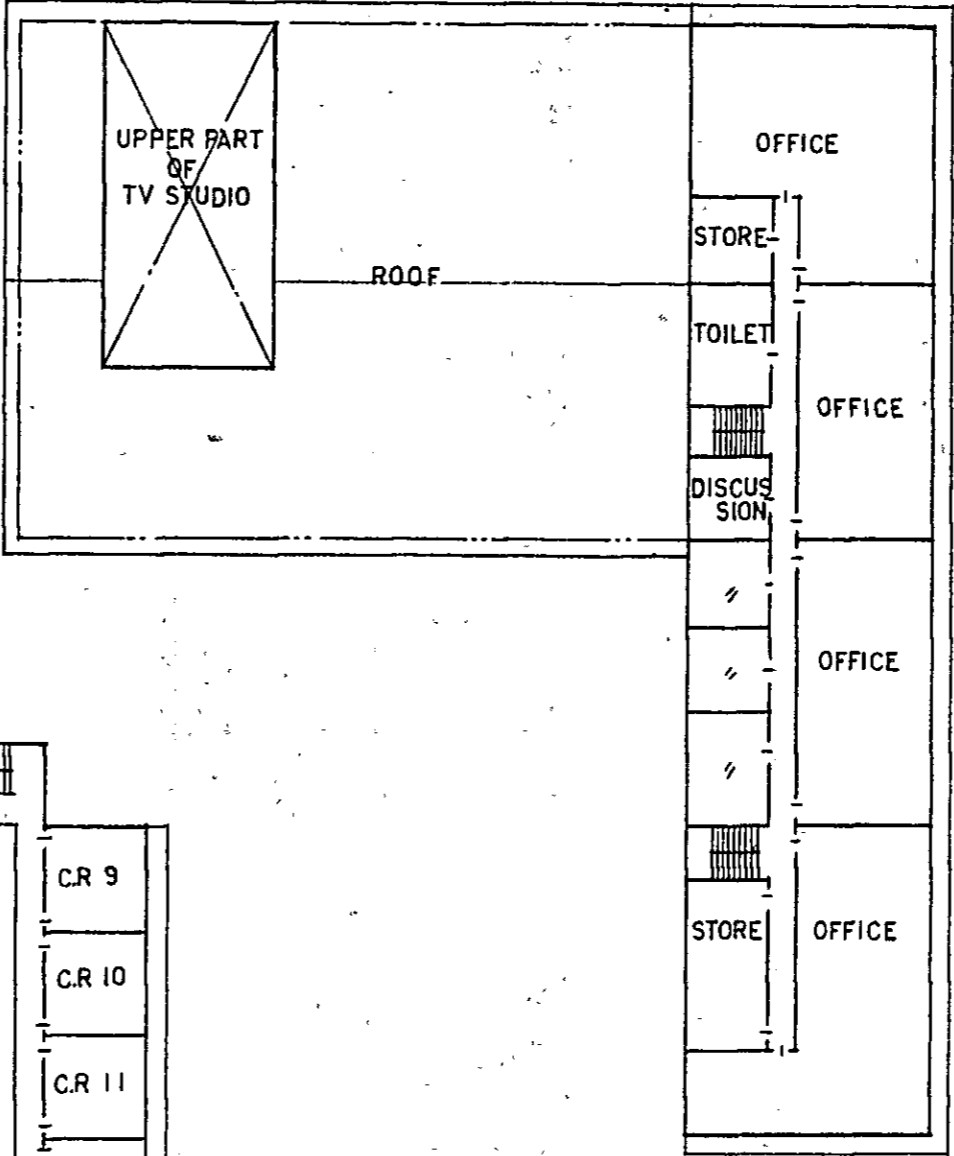 UPPER PART
OF
TV STUDIO
OFFICE
STORE
ROOF
TOILET
OFFICE
DISCUS
SION
〃
〃
OFFICE
〃
C.R 9
STORE
OFFICE
C.R 10
C.R 11